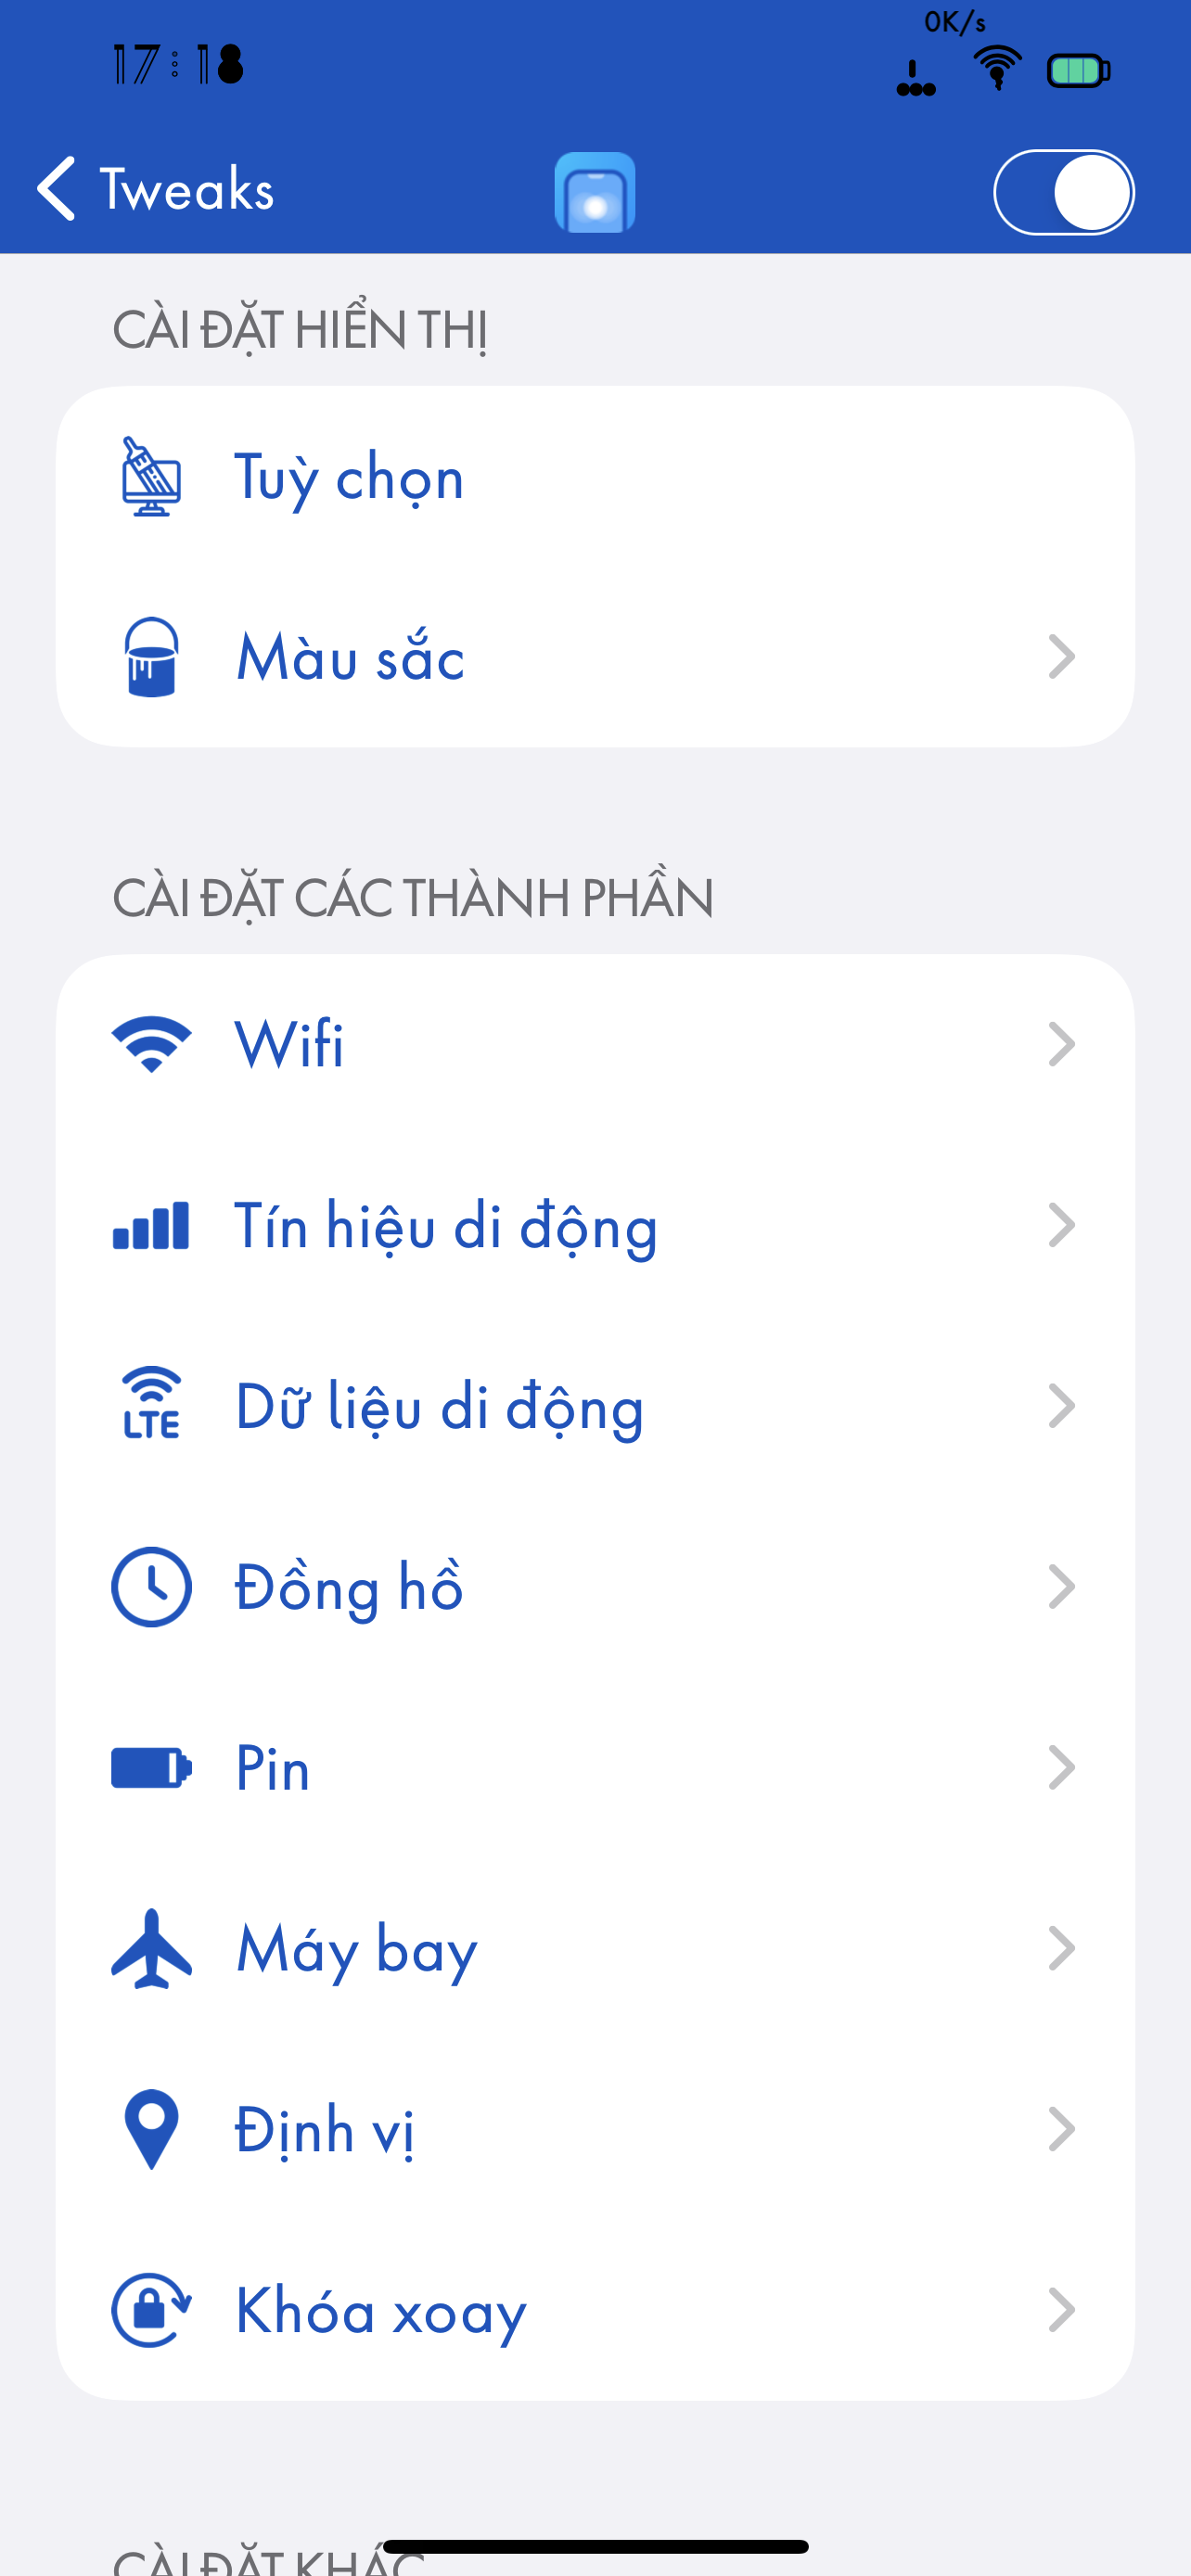 0K/s
17:18
Tweaks
CÀI ĐẶT HIỂN THỊ
Tuỳ chọn
Màu sắc
CÀI ĐẶT CÁC THÀNH PHẦN
Wifi
Tín hiệu di động
LTE Dữ liệu di động
Đồng hồ
Pin
Máy bay
Định vị
Khóa xoay
CÀI ĐẶT KHÁC